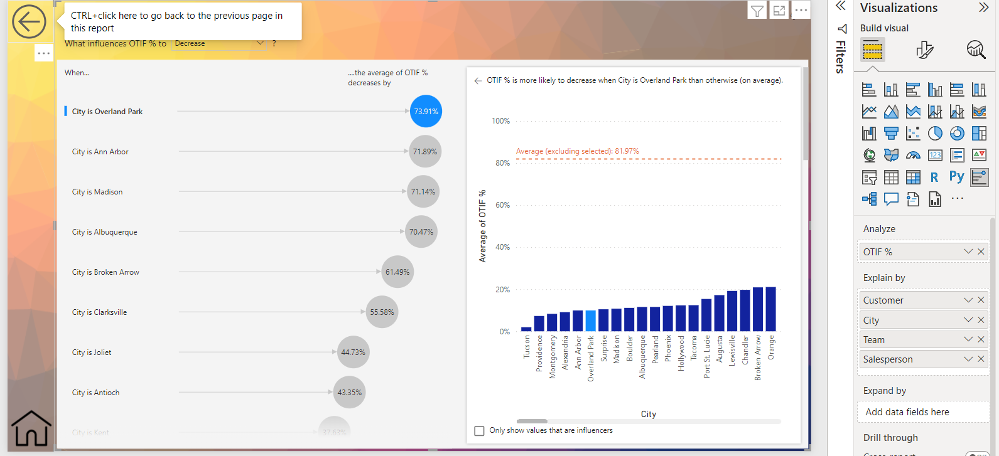 CTRL+click here to go back to the previous page in
this report
What influences OTIF % to
Decrease
?
When...
....the average of OTIF %
decreases by
City is Overland Park
73.91%
City is Ann Arbor
71.89%
City is Madison
71.14%
City is Albuquerque
70.47%
City is Broken Arrow
61.49%
City is Clarksville
55.58%
City is Joliet
44.73%
City is Antioch
43.35%
City is Kent
37.63%
OTIF % is more likely to decrease when City is Overland Park than otherwise (on average).
100%
Average (excluding selected): 81.97%
80%
60%
40%
20%
0%
Average of OTIF %
Tucson
Providence
Montgomery
Alexandria
Ann Arbor
Overland Park
Surprise
Madison
Boulder
Albuquerque
Pearland
Phoenix
Hollywood
Tacoma
Port St. Lucie
Augusta
Lewisville
Chandler
Broken Arrow
Orange
City
Only show values that are influencers
Filters
Visualizations
Build visual
123
R
Py
Analyze
OTIF %
Explain by
Customer
City
Team
Salesperson
Expand by
Add data fields here
Drill through